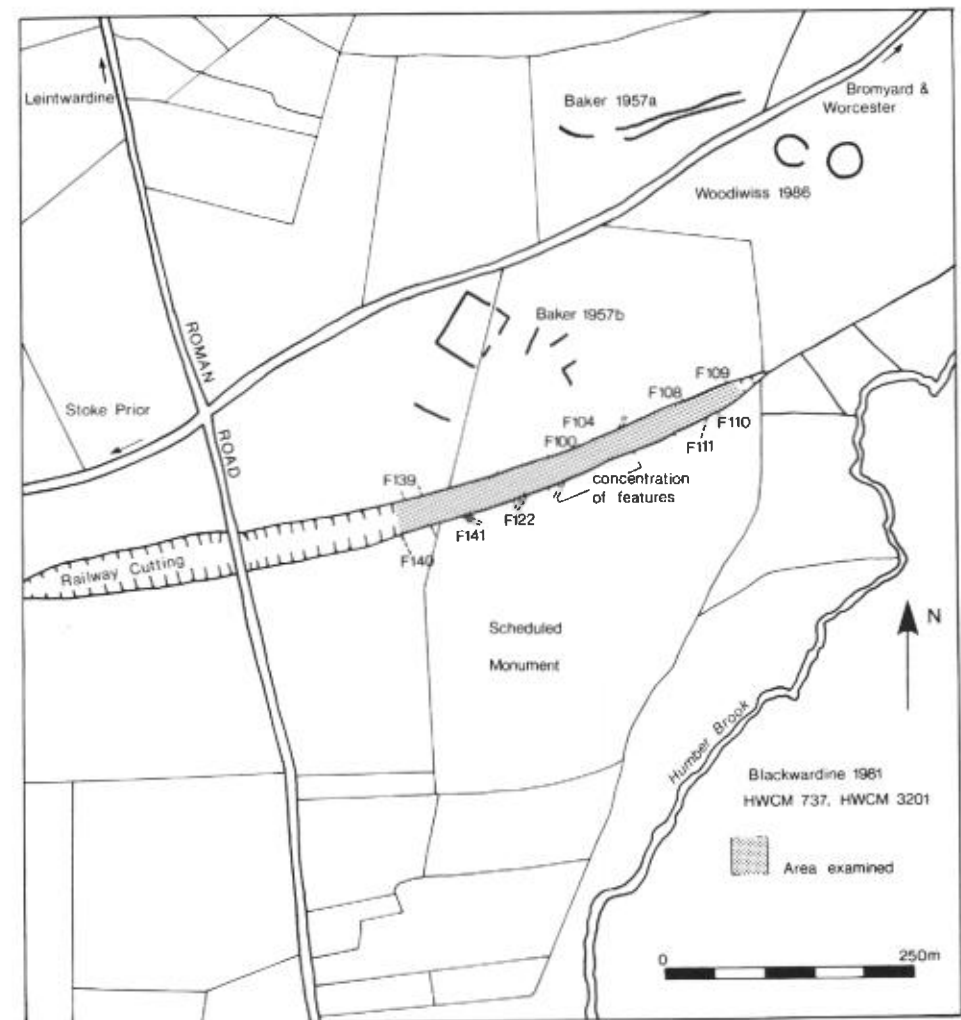 Leintwardine
Baker 1957a
Bromyard &
Worcester
Woodiwiss 1986
ROMAN
ROAD
Baker 1957b
Stoke Prior
F109
F108
F110
F104
F111
F100
concentration
of features
F139
F122
F141
F140
Railway Cutting
Scheduled
Monument
N
Humber Brook
Blackwardine 1981
HWCM 737, HWCM 3201
Area examined
0
250m